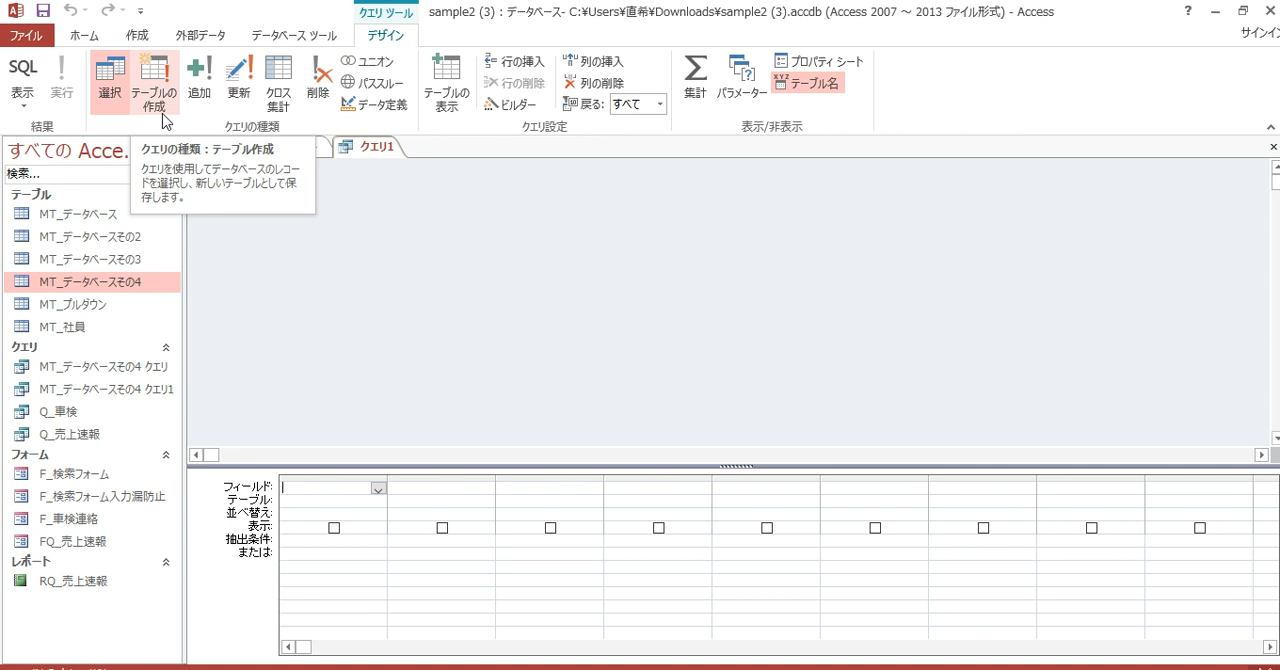 クエリ ツール
sample2 (3) : データベース- C:¥Users¥直希¥Downloads¥sample2 (3).accdb (Access 2007 ～ 2013 ファイル形式) - Access
?
ファイル
ホーム
作成
外部データ
データベース ツール
デザイン
サインイン
SQL
表示
実行
結果
選択
テーブルの
作成
追加
更新
クロス
集計
削除
ユニオン
パススルー
データ定義
クエリの種類
テーブルの
表示
行の挿入
行の削除
ビルダー
列の挿入
列の削除
戻る: すべて
クエリ設定
集計
パラメーター
プロパティ シート
テーブル名
表示/非表示
すべての Acce...
クエリ1
検索...
クエリの種類：テーブル作成
クエリを使用してデータベースのレコー
ドを選択し、新しいテーブルとして保
存します。
テーブル
MT_データベース
MT_データベースその2
MT_データベースその3
MT_データベースその4
MT_プルダウン
MT_社員
クエリ
MT_データベースその4 クエリ
MT_データベースその4 クエリ1
Q_車検
Q_売上速報
フォーム
F_検索フォーム
F_検索フォーム入力漏防止
F_車検連絡
FQ_売上速報
レポート
RQ_売上速報
フィールド:
テーブル:
並べ替え:
表示:
抽出条件:
または: